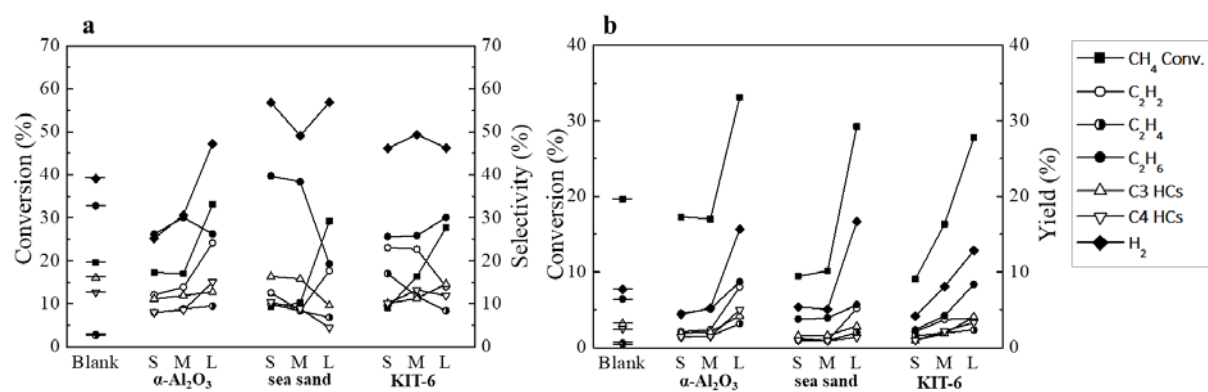 a
70
60
50
40
30
20
10
0
Conversion (%)
70
60
50
40
30
20
10
0
Selectivity (%)
Blank
S M L
α-Al₂O₃
S M L
sea sand
S M L
KIT-6
b
40
30
20
10
0
Conversion (%)
40
30
20
10
0
Yield (%)
Blank
S M L
α-Al₂O₃
S M L
sea sand
S M L
KIT-6
CH₄ Conv.
C₂H₂
C₂H₄
C₂H₆
C3 HCs
C4 HCs
H₂